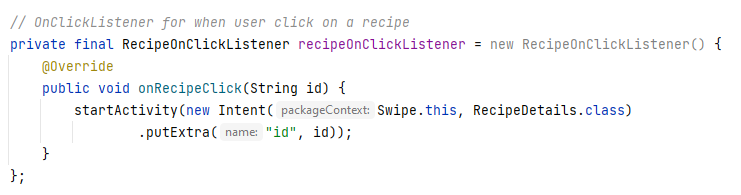 // OnClickListener for when user click on a recipe
private final RecipeOnClickListener recipeOnClickListener = new RecipeOnClickListener() {
    @Override
    public void onRecipeClick(String id) {
        startActivity(new Intent( packageContext: Swipe.this, RecipeDetails.class)
                .putExtra( name: "id", id));
    }
};